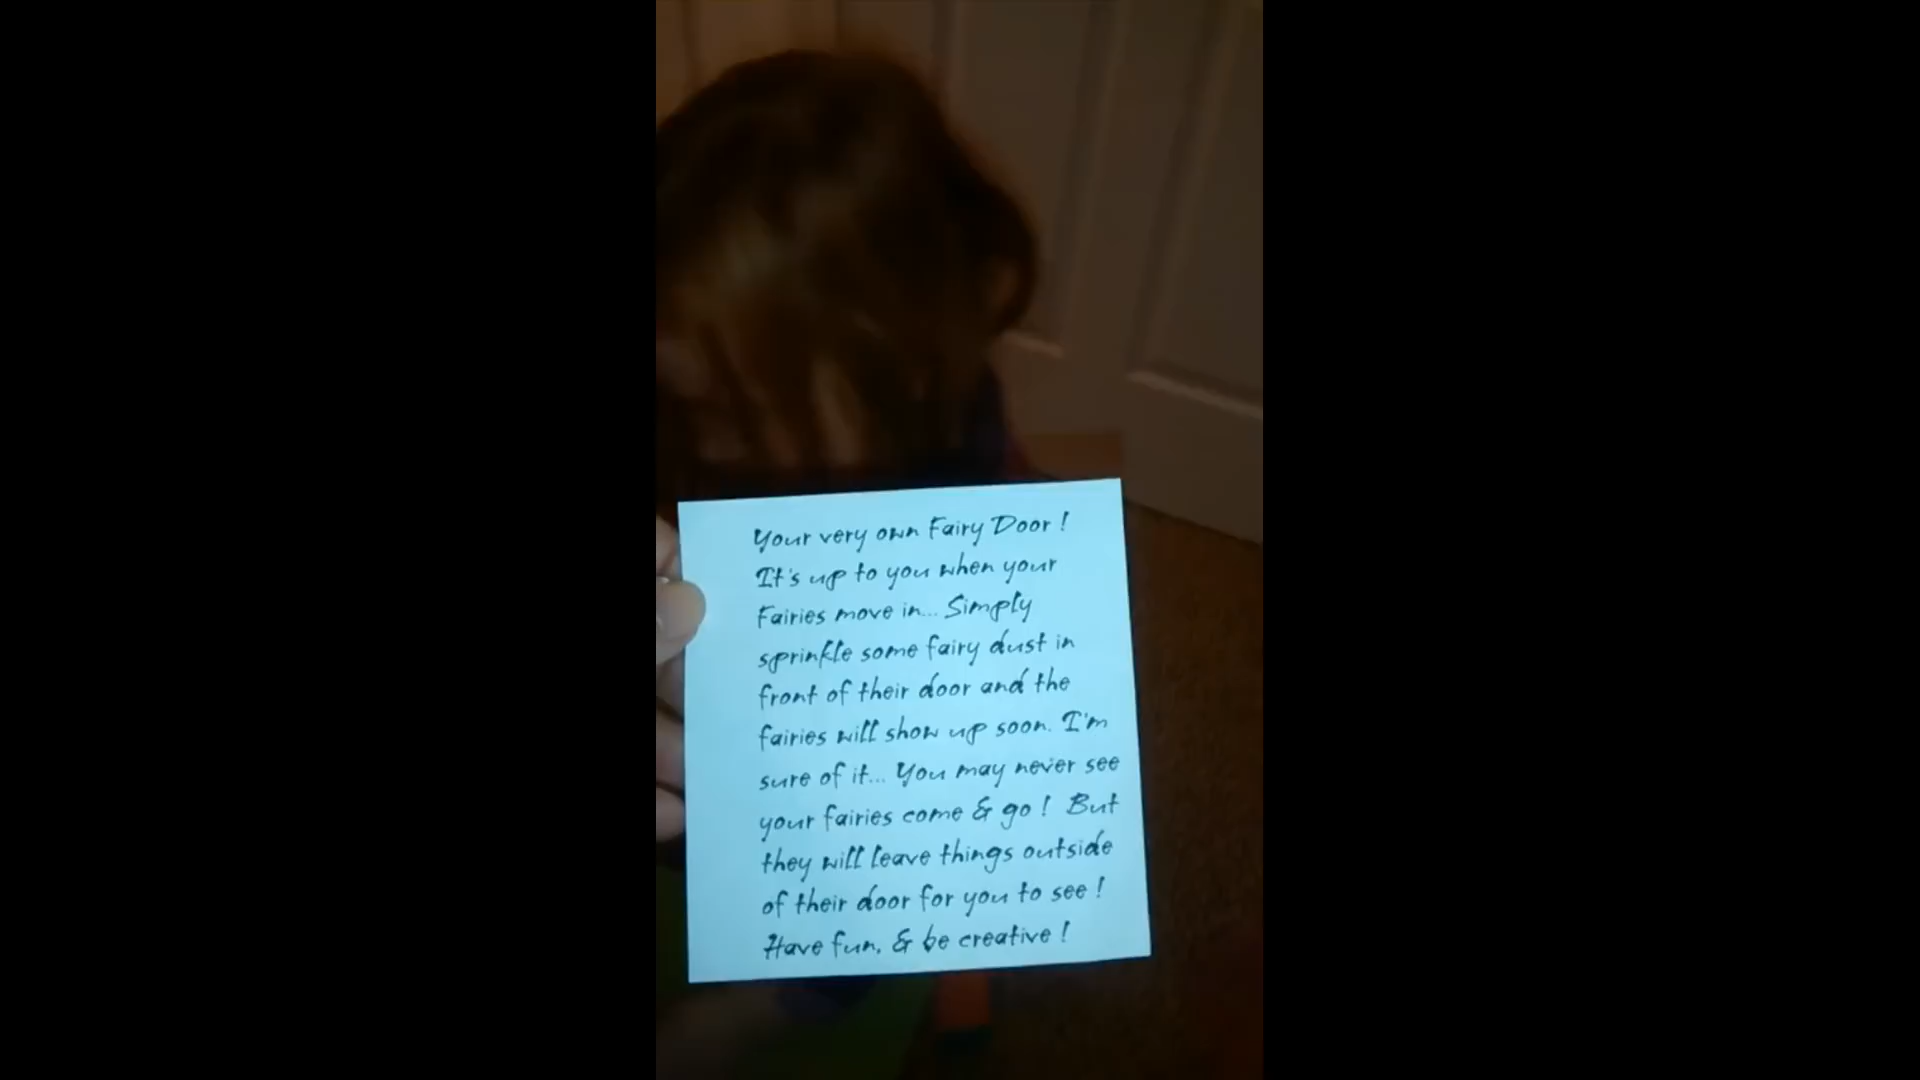 Your very own Fairy Door !
It's up to you when your
Fairies move in... Simply
sprinkle some fairy dust in
front of their door and the
fairies will show up soon. I'm
sure of it... You may never see
your fairies come & go ! But
they will leave things outside
of their door for you to see !
Have fun, & be creative !